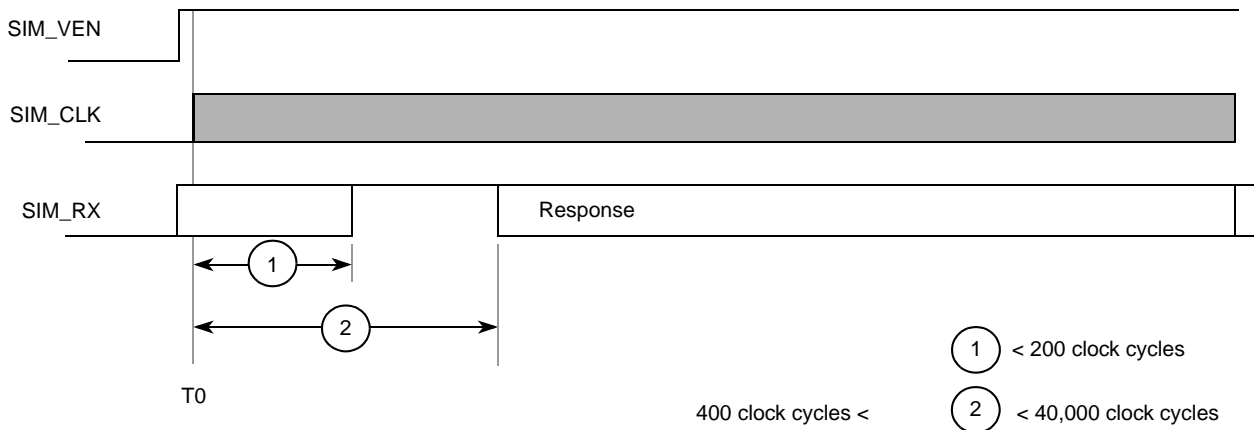 SIM_VEN
SIM_CLK
SIM_RX
Response
1
2
T0
1 < 200 clock cycles
400 clock cycles < 2 < 40,000 clock cycles